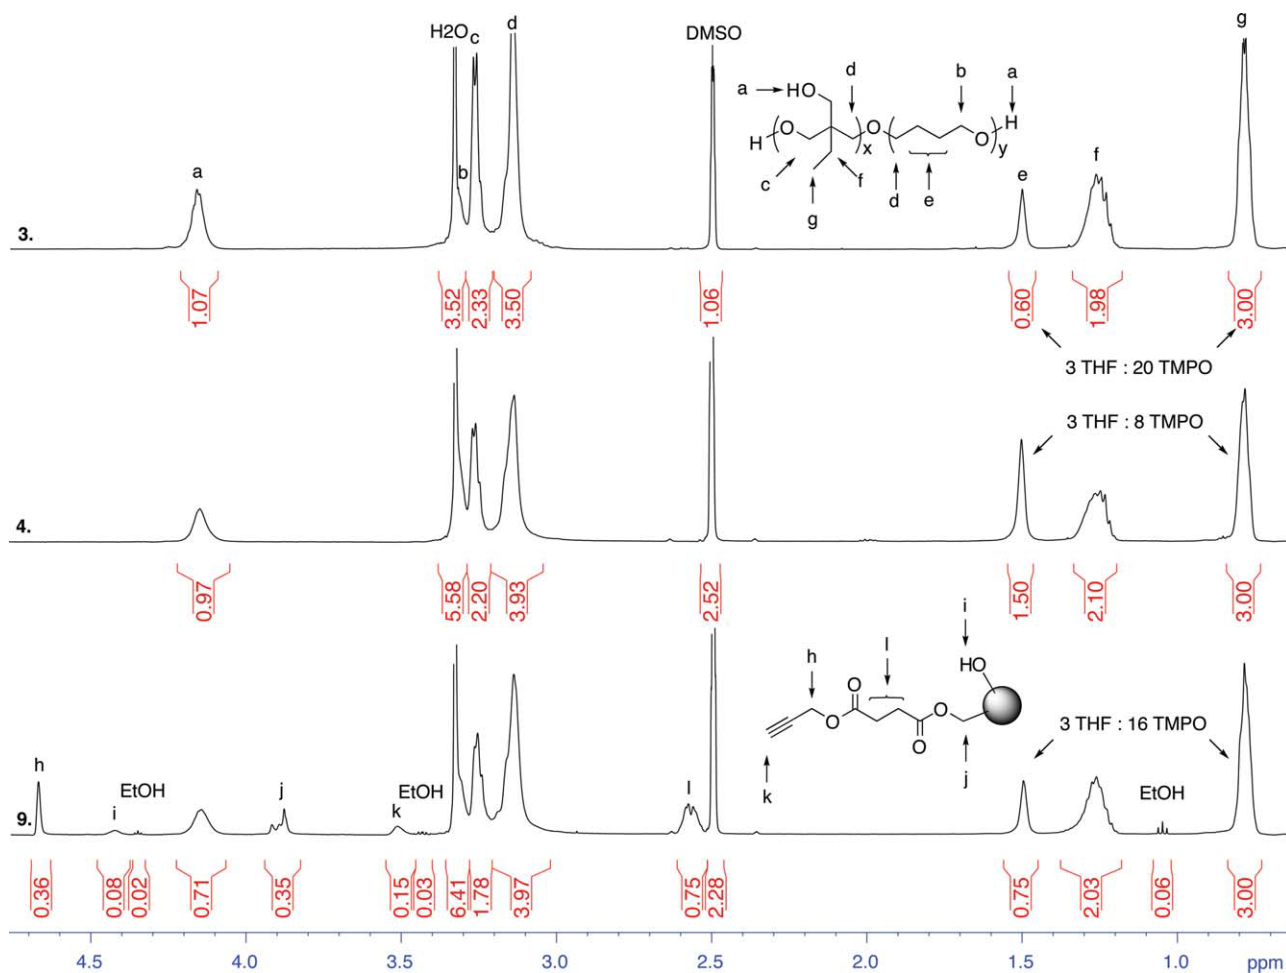 H2O
c
d
DMSO
g
a
b
e
f
3.
a
HO
d
b
a
H
O
O
O
H
x
y
c
g
f
d
e
1.07
3.52
2.33
3.50
1.06
0.60
1.98
3.00
3 THF : 20 TMPO
3 THF : 8 TMPO
4.
0.97
5.58
2.20
3.93
2.52
1.50
2.10
3.00
i
h
l
HO
O
O
O
O
k
j
3 THF : 16 TMPO
h
EtOH
i
j
EtOH
k
l
EtOH
9.
0.36
0.08
0.02
0.71
0.35
0.15
0.03
6.41
1.78
3.97
0.75
2.28
0.75
2.03
0.06
3.00
4.5 4.0 3.5 3.0 2.5 2.0 1.5 1.0 ppm